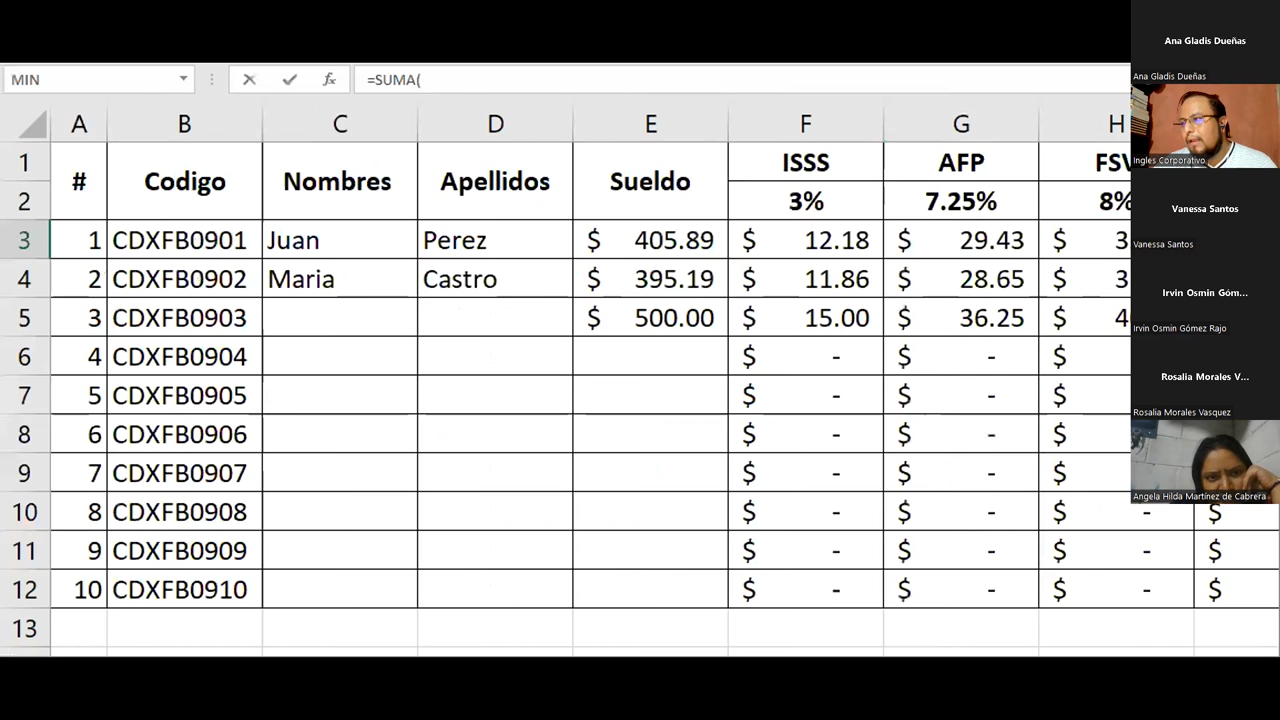 MIN
=SUMA(
A B C D E F G H
1 # Codigo Nombres Apellidos Sueldo ISSS AFP
2 3% 7.25% 8%
3 1 CDXFB0901 Juan Perez $ 405.89 $ 12.18 $ 29.43 $ 3
4 2 CDXFB0902 Maria Castro $ 395.19 $ 11.86 $ 28.65 $ 3
5 3 CDXFB0903 $ 500.00 $ 15.00 $ 36.25 $ 4
6 4 CDXFB0904 $ - $ - $
7 5 CDXFB0905 $ - $ - $
8 6 CDXFB0906 $ - $ - $
9 7 CDXFB0907 $ - $ - $
10 8 CDXFB0908 $ - $ - $ - $
11 9 CDXFB0909 $ - $ - $ - $
12 10 CDXFB0910 $ - $ - $ - $
13
Ana Gladis Dueñas
Ana Gladis Dueñas
Ingles Corporativo
Vanessa Santos
Vanessa Santos
Irvin Osmin Góm...
Irvin Osmin Gómez Rajo
Rosalia Morales V...
Rosalia Morales Vasquez
Angela Hilda Martínez de Cabrera